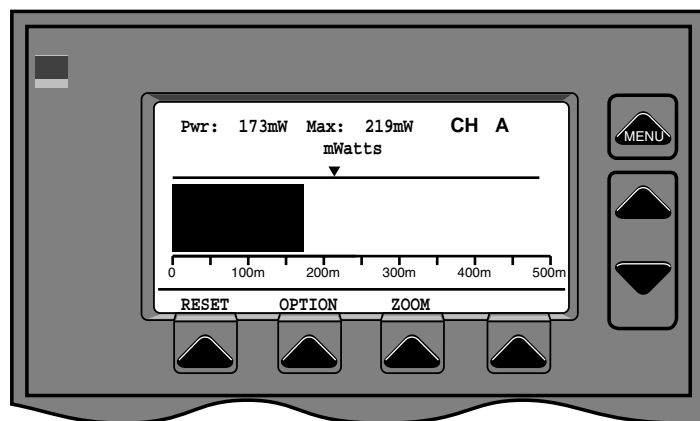 Pwr: 173mW Max: 219mW CH A
mWatts
MENU
0 100m 200m 300m 400m 500m
RESET OPTION ZOOM